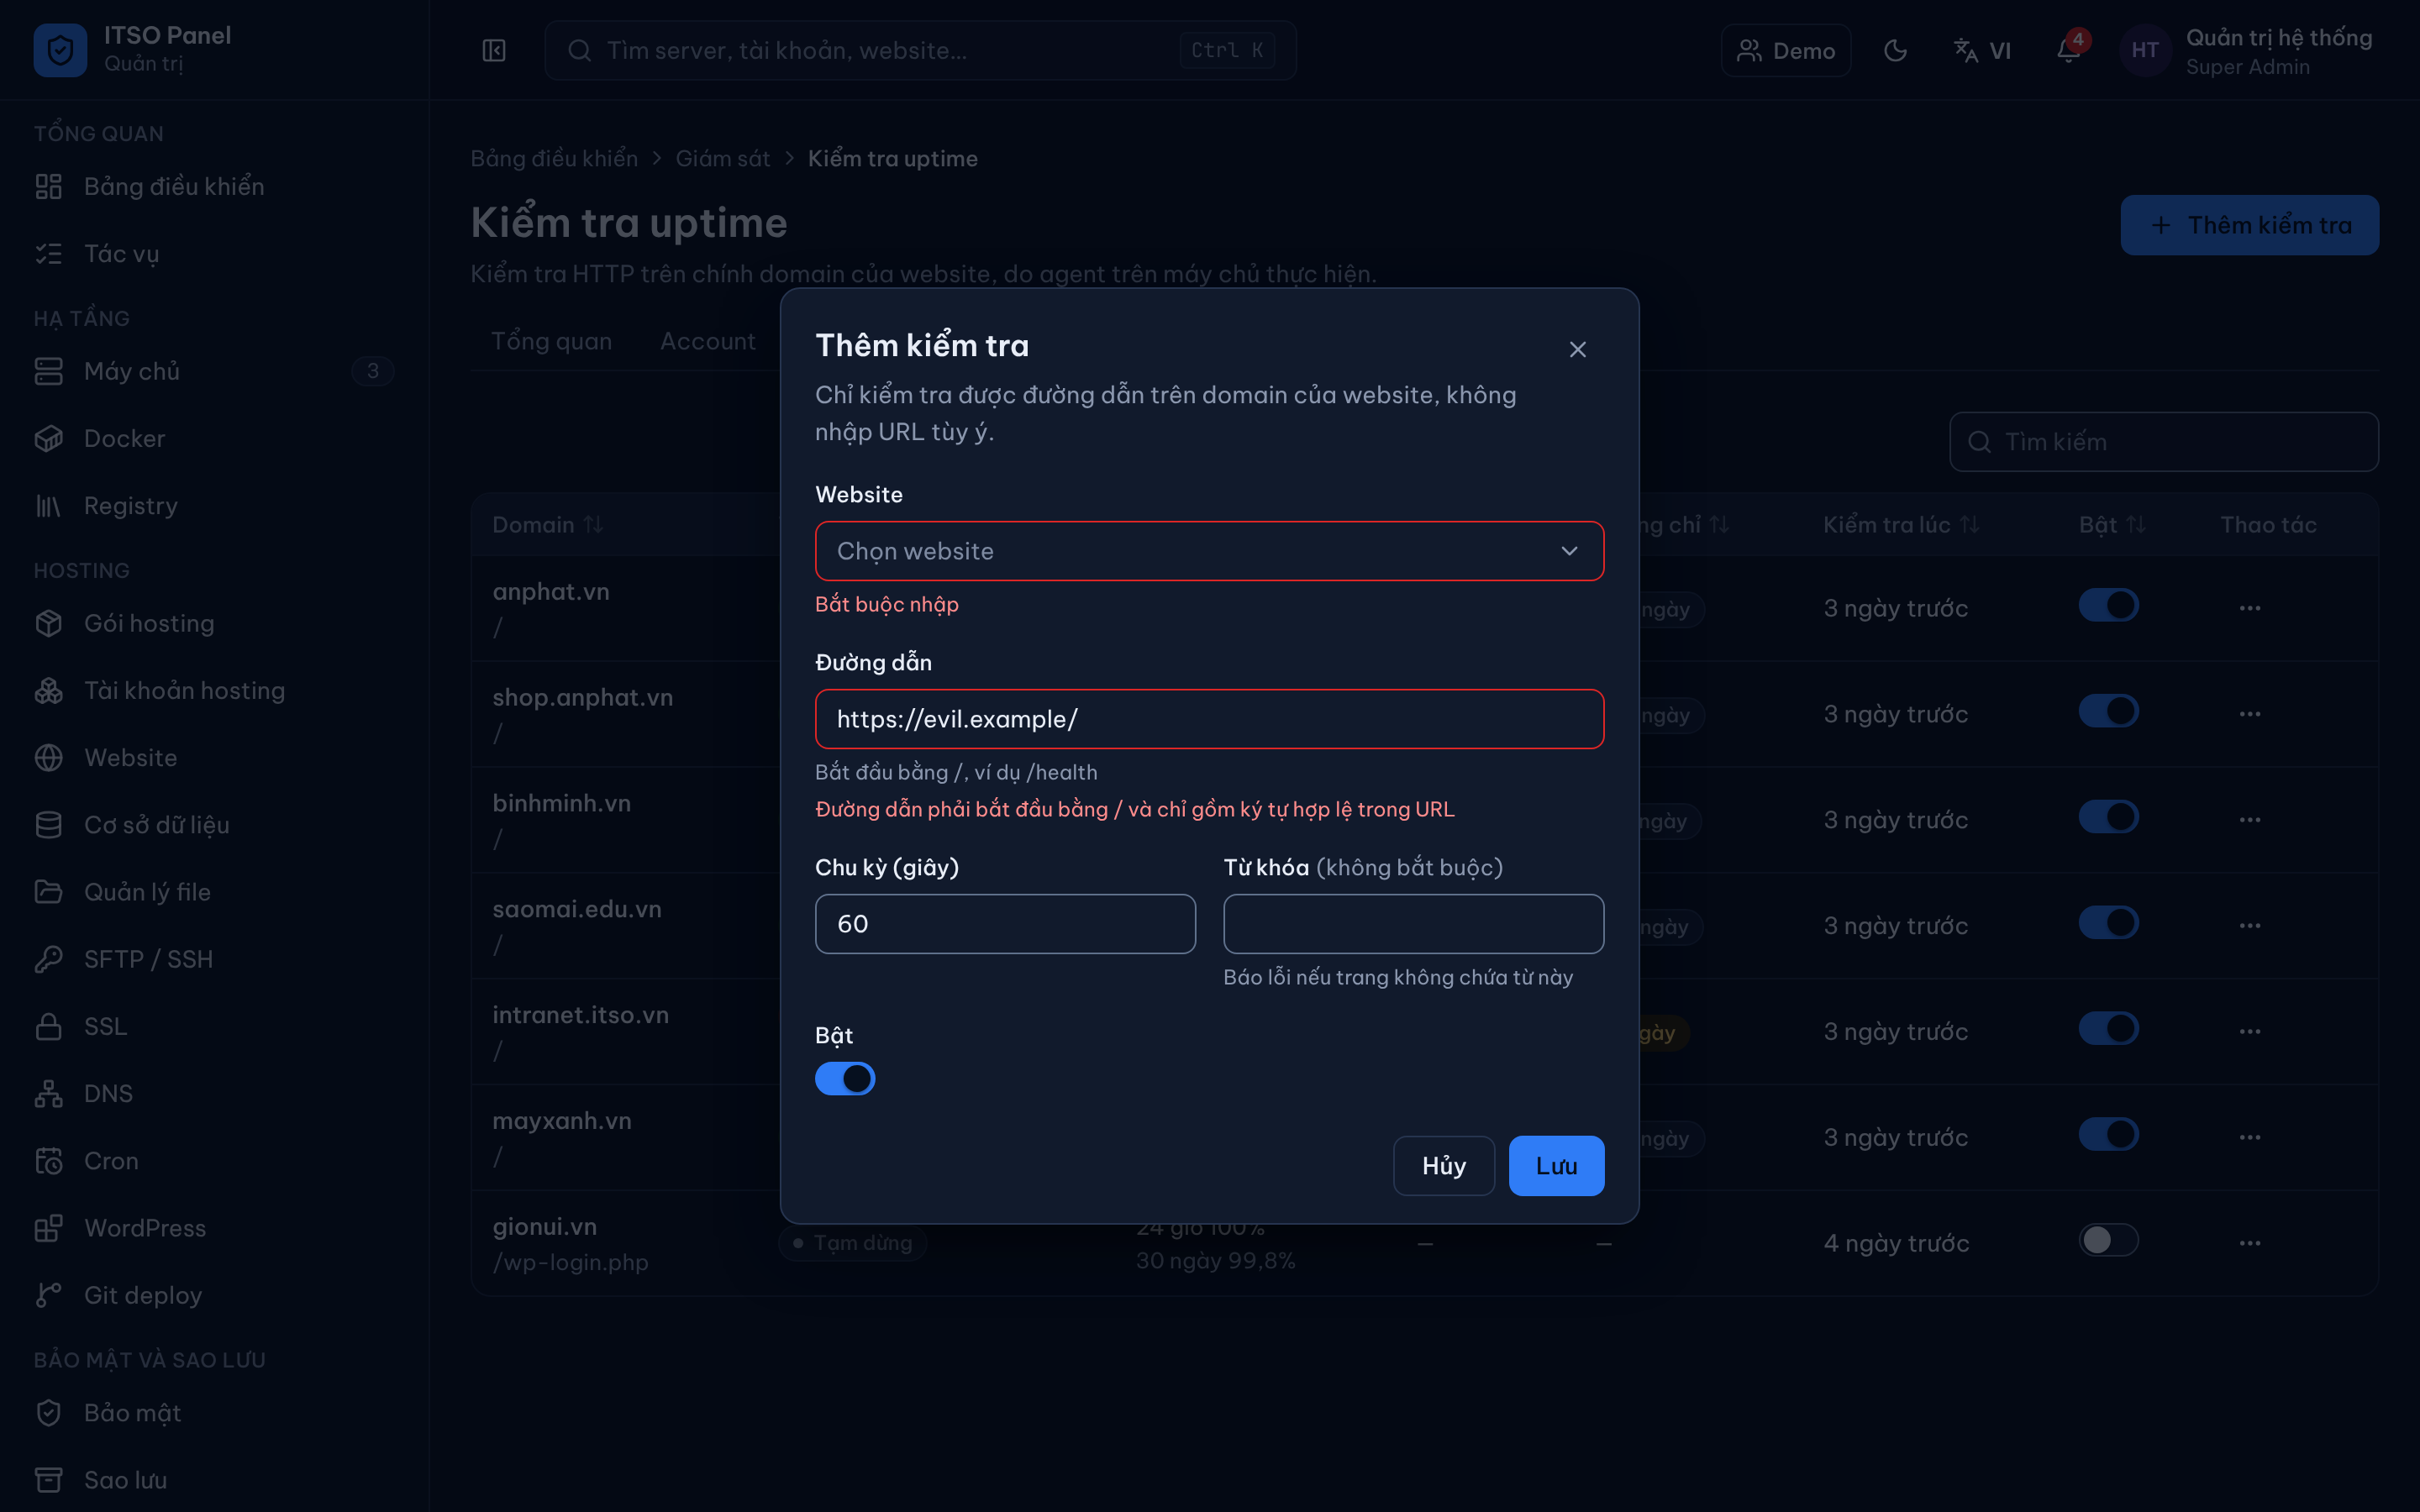 ITSO Panel
Quản trị
Tìm server, tài khoản, website...
Ctrl K
Demo
VI
4
HT
Quản trị hệ thống
Super Admin
TỔNG QUAN
Bảng điều khiển
Tác vụ
HẠ TẦNG
Máy chủ
3
Docker
Registry
HOSTING
Gói hosting
Tài khoản hosting
Website
Cơ sở dữ liệu
Quản lý file
SFTP / SSH
SSL
DNS
Cron
WordPress
Git deploy
BẢO MẬT VÀ SAO LƯU
Bảo mật
Sao lưu
Bảng điều khiển > Giám sát > Kiểm tra uptime
Kiểm tra uptime
Kiểm tra HTTP trên chính domain của website, do agent trên máy chủ thực hiện.
Thêm kiểm tra
Tổng quan
Account
Tìm kiếm
Domain
Kiểm tra lúc
Bật
Thao tác
anphat.vn
/
ngày
3 ngày trước
shop.anphat.vn
/
ngày
3 ngày trước
binhminh.vn
/
ngày
3 ngày trước
saomai.edu.vn
/
ngày
3 ngày trước
intranet.itso.vn
/
3 ngày trước
mayxanh.vn
/
ngày
3 ngày trước
gionui.vn
/wp-login.php
Tạm dừng
24 giờ 100%
30 ngày 99,8%
—
—
4 ngày trước
Thêm kiểm tra
Chỉ kiểm tra được đường dẫn trên domain của website, không
nhập URL tùy ý.
Website
Chọn website
Bắt buộc nhập
Đường dẫn
https://evil.example/
Bắt đầu bằng /, ví dụ /health
Đường dẫn phải bắt đầu bằng / và chỉ gồm ký tự hợp lệ trong URL
Chu kỳ (giây)
60
Từ khóa (không bắt buộc)
Báo lỗi nếu trang không chứa từ này
Bật
Hủy
Lưu